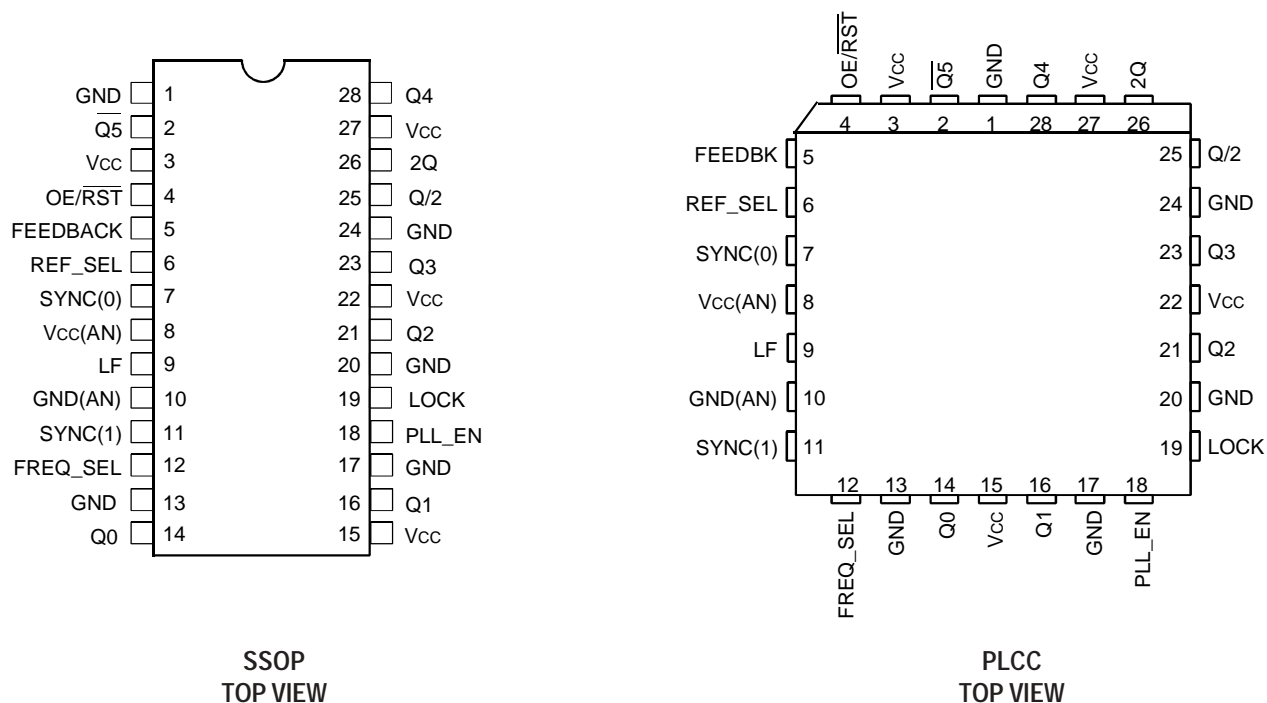 GND 1 28 Q4
Q̅5̅ 2 27 VCC
VCC 3 26 2Q
OE/R̅S̅T̅ 4 25 Q/2
FEEDBACK 5 24 GND
REF_SEL 6 23 Q3
SYNC(0) 7 22 VCC
VCC(AN) 8 21 Q2
LF 9 20 GND
GND(AN) 10 19 LOCK
SYNC(1) 11 18 PLL_EN
FREQ_SEL 12 17 GND
GND 13 16 Q1
Q0 14 15 VCC
SSOP
TOP VIEW
OE/R̅S̅T̅ VCC Q̅5̅ GND Q4 VCC 2Q
4 3 2 1 28 27 26
FEEDBK 5 25 Q/2
REF_SEL 6 24 GND
SYNC(0) 7 23 Q3
VCC(AN) 8 22 VCC
LF 9 21 Q2
GND(AN) 10 20 GND
SYNC(1) 11 19 LOCK
12 13 14 15 16 17 18
FREQ_SEL GND Q0 VCC Q1 GND PLL_EN
PLCC
TOP VIEW